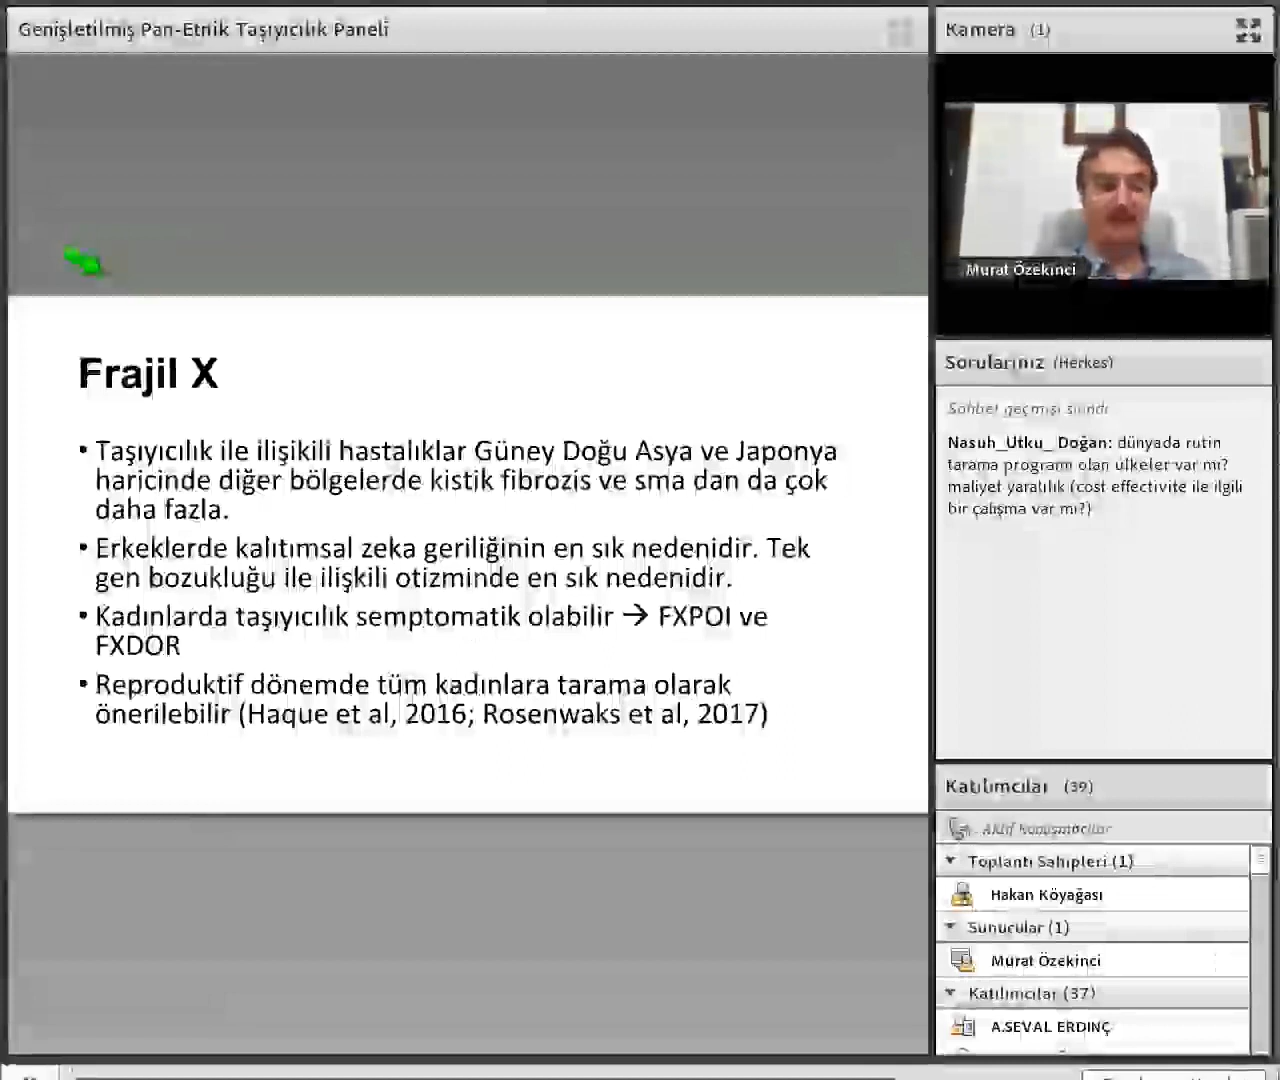 Genişletilmiş Pan-Etnik Taşıyıcılık Paneli
Frajil X
• Taşıyıcılık ile ilişikili hastalıklar Güney Doğu Asya ve Japonya
haricinde diğer bölgelerde kistik fibrozis ve sma dan da çok
daha fazla.
• Erkeklerde kalıtımsal zeka geriliğinin en sık nedenidir. Tek
gen bozukluğu ile ilişkili otizminde en sık nedenidir.
• Kadınlarda taşıyıcılık semptomatik olabilir → FXPOI ve
FXDOR
• Reproduktif dönemde tüm kadınlara tarama olarak
önerilebilir (Haque et al, 2016; Rosenwaks et al, 2017)
Kamera (1)
Murat Özekinci
Sorularınız (Herkes)
Sohbet geçmişi silindi
Nasuh_Utku_Doğan: dünyada rutin
tarama programı olan ülkeler var mı?
maliyet yararlılık (cost effectivite ile ilgili
bir çalışma var mı?)
Katılımcılar (39)
Aktif Konuşmacılar
Toplantı Sahipleri (1)
Hakan Köyağası
Sunucular (1)
Murat Özekinci
Katılımcılar (37)
A.SEVAL ERDİNÇ